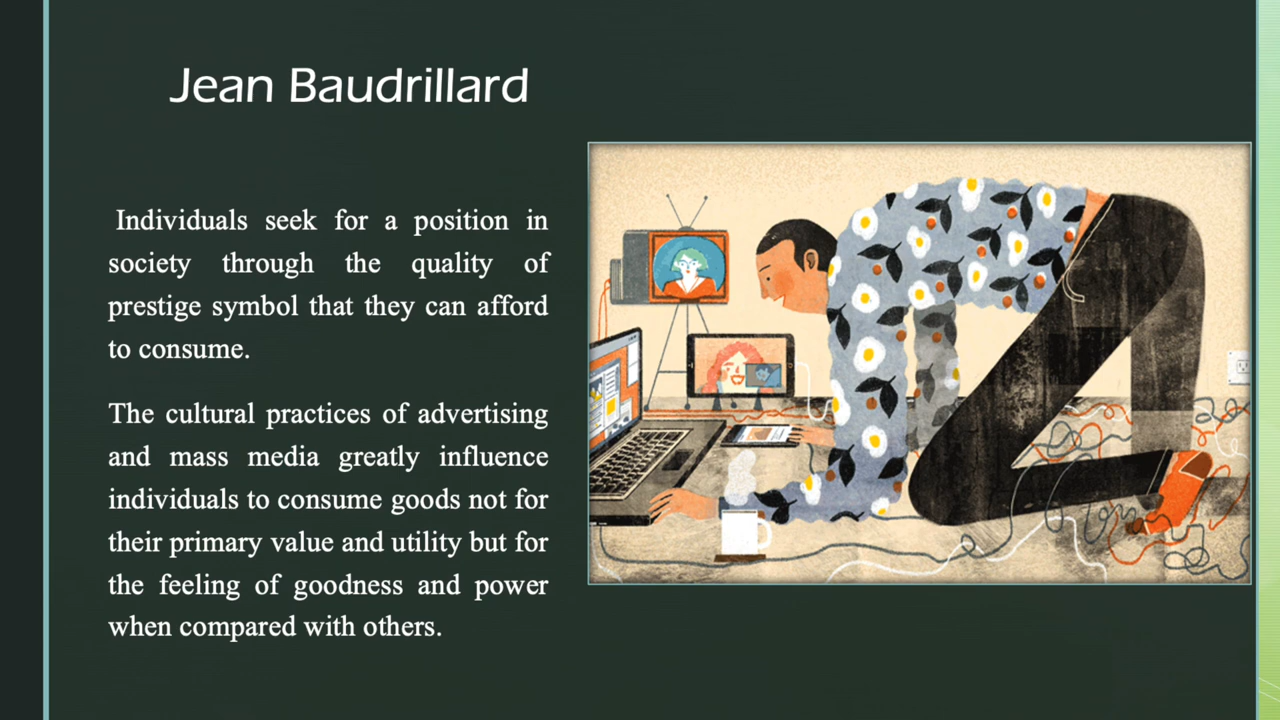 Jean Baudrillard
Individuals seek for a position in
society through the quality of
prestige symbol that they can afford
to consume.
The cultural practices of advertising
and mass media greatly influence
individuals to consume goods not for
their primary value and utility but for
the feeling of goodness and power
when compared with others.